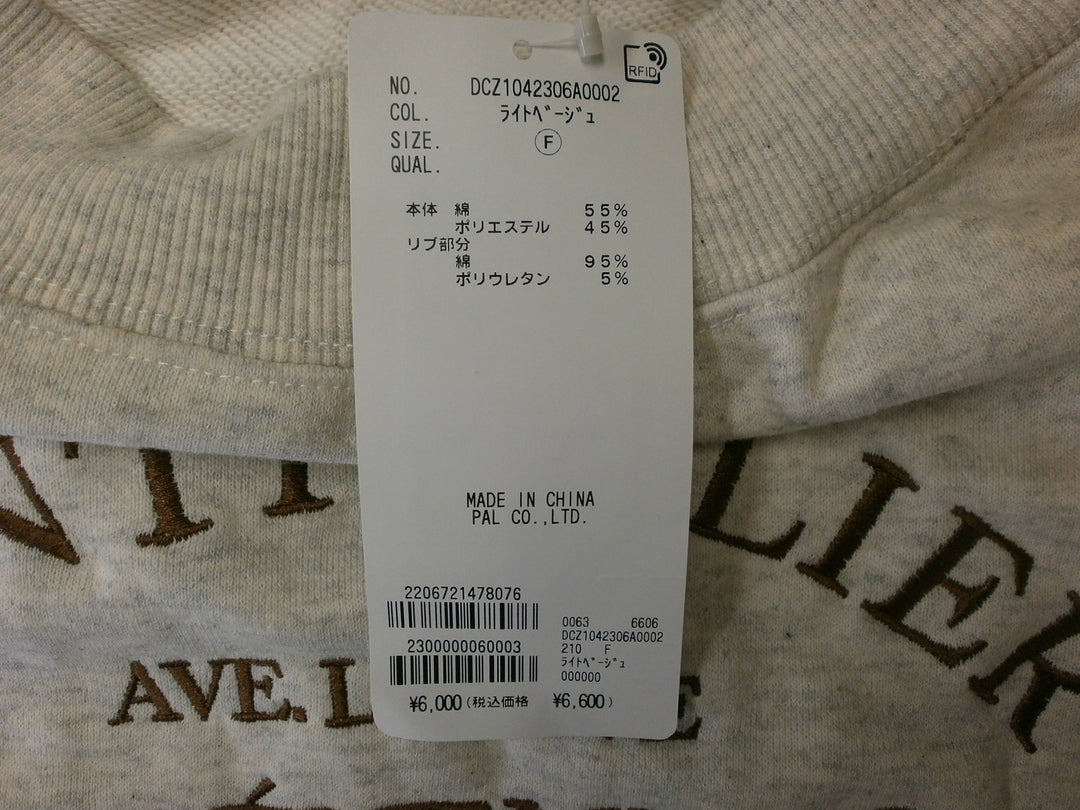 RFID
NO. DCZ1042306A0002
COL. ライトベージュ
SIZE. F
QUAL.
本体 綿 55%
ポリエステル 45%
リブ部分
綿 95%
ポリウレタン 5%
MADE IN CHINA
PAL CO.,LTD.
2206721478076
2300000060003
0063 6606
DCZ1042306A0002
210 F
ライトベージュ
000000
¥6,000(税込価格 ¥6,600)
LIER
AVE.L
E